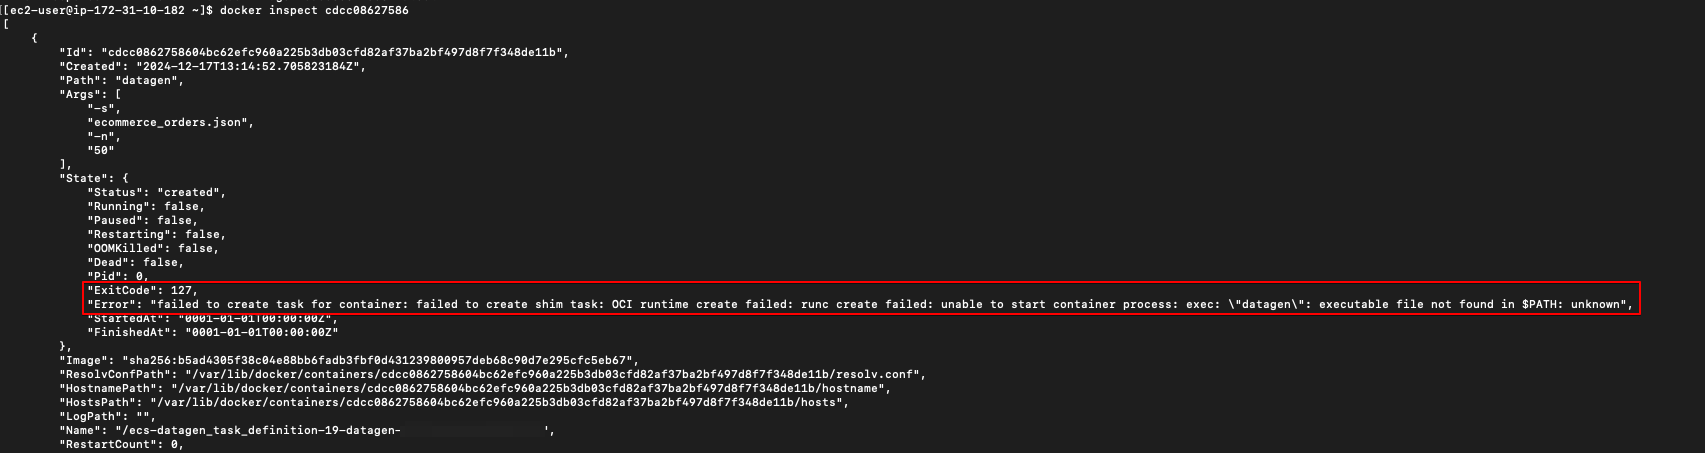 [[ec2-user@ip-172-31-10-182 ~]$ docker inspect cdcc08627586
[
    {
        "Id": "cdcc0862758604bc62efc960a225b3db03cfd82af37ba2bf497d8f7f348de11b",
        "Created": "2024-12-17T13:14:52.705823184Z",
        "Path": "datagen",
        "Args": [
            "-s",
            "ecommerce_orders.json",
            "-n",
            "50"
        ],
        "State": {
            "Status": "created",
            "Running": false,
            "Paused": false,
            "Restarting": false,
            "OOMKilled": false,
            "Dead": false,
            "Pid": 0,
            "ExitCode": 127,
            "Error": "failed to create task for container: failed to create shim task: OCI runtime create failed: runc create failed: unable to start container process: exec: \"datagen\": executable file not found in $PATH: unknown",
            "StartedAt": "0001-01-01T00:00:00Z",
            "FinishedAt": "0001-01-01T00:00:00Z"
        },
        "Image": "sha256:b5ad4305f38c04e88bb6fadb3fbf0d431239800957deb68c90d7e295cfc5eb67",
        "ResolvConfPath": "/var/lib/docker/containers/cdcc0862758604bc62efc960a225b3db03cfd82af37ba2bf497d8f7f348de11b/resolv.conf",
        "HostnamePath": "/var/lib/docker/containers/cdcc0862758604bc62efc960a225b3db03cfd82af37ba2bf497d8f7f348de11b/hostname",
        "HostsPath": "/var/lib/docker/containers/cdcc0862758604bc62efc960a225b3db03cfd82af37ba2bf497d8f7f348de11b/hosts",
        "LogPath": "",
        "Name": "/ecs-datagen_task_definition-19-datagen- ',
        "RestartCount": 0,